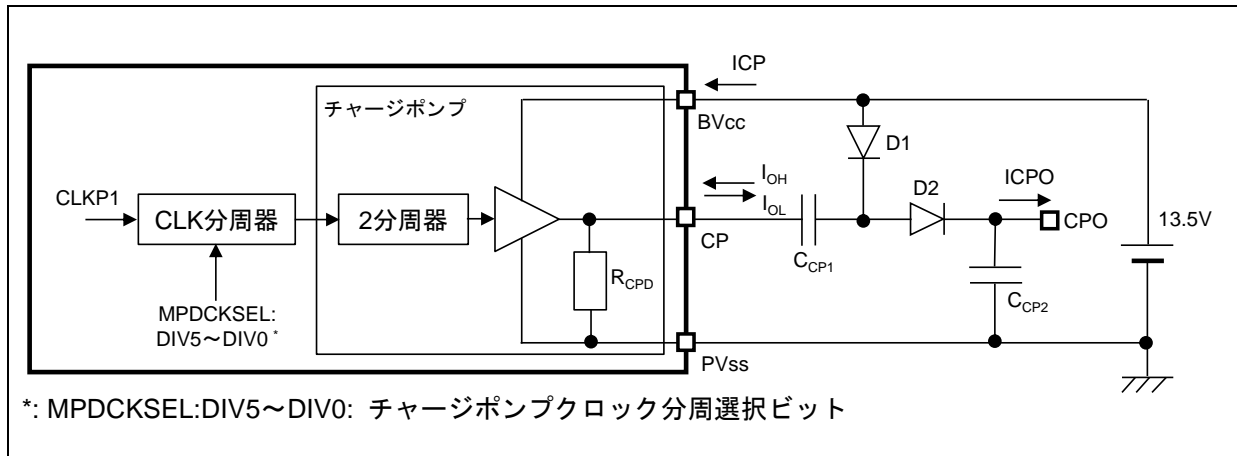 ICP
チャージポンプ
BVcc
D1
CLKP1
CLK分周器
2分周器
I_OH
I_OL
CP
C_CP1
D2
ICPO
CPO
13.5V
R_CPD
C_CP2
MPDCKSEL:
DIV5～DIV0 *
PVss
*: MPDCKSEL:DIV5～DIV0: チャージポンプクロック分周選択ビット